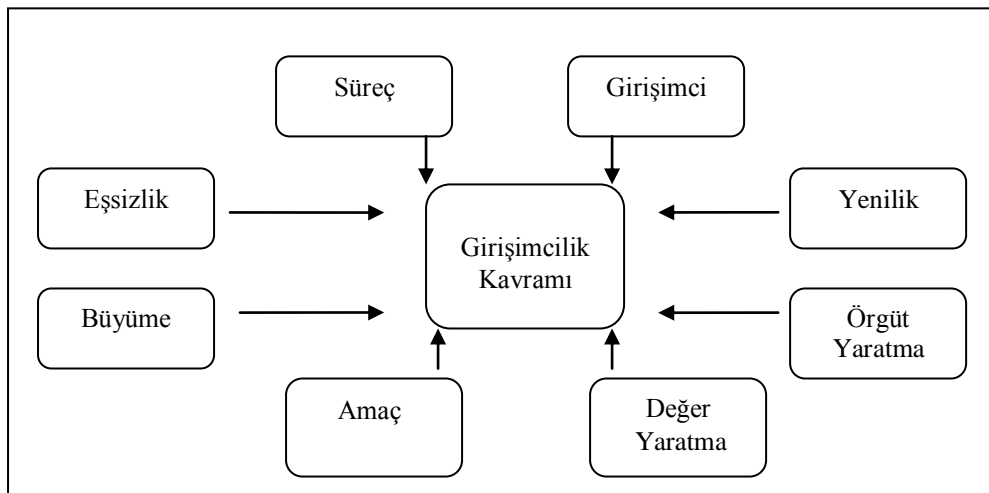 Süreç
Girişimci
Eşsizlik
Yenilik
Girişimcilik
Kavramı
Büyüme
Örgüt
Yaratma
Amaç
Değer
Yaratma